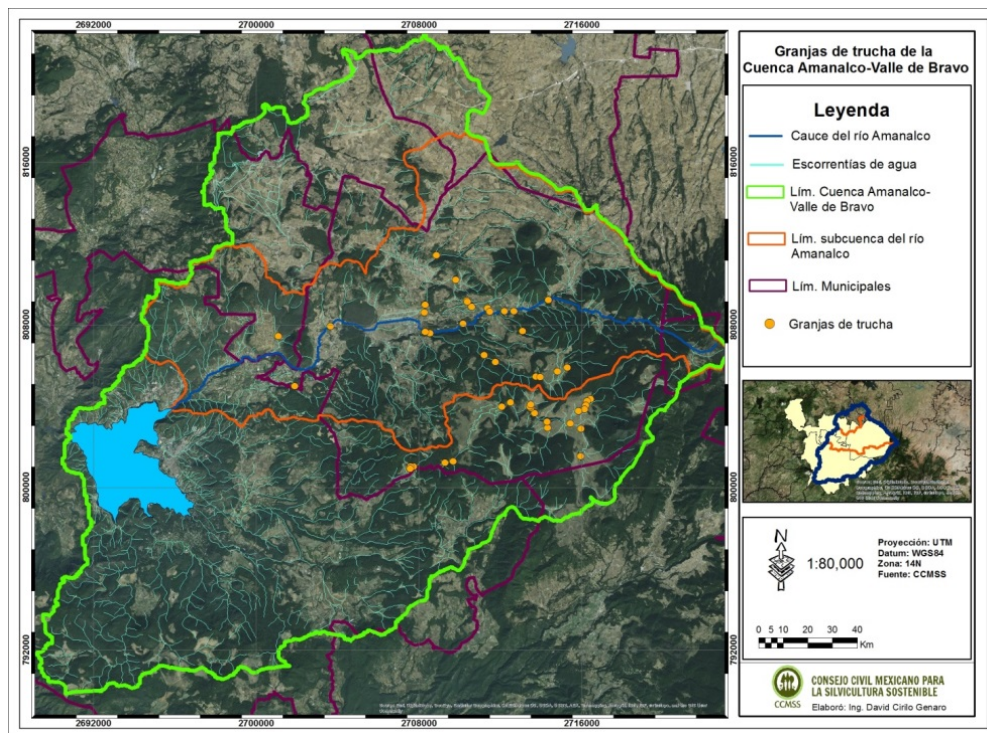 2692000
2700000
2708000
2716000
816000
816000
808000
808000
800000
800000
792000
792000
2692000
2700000
2708000
2716000
Granjas de trucha de la
Cuenca Amanalco-Valle de Bravo
Leyenda
Cauce del río Amanalco
Escorrentías de agua
Lím. Cuenca Amanalco-
Valle de Bravo
Lím. subcuenca del río
Amanalco
Lím. Municipales
Granjas de trucha
N
1:80,000
Proyección: UTM
Datum: WGS84
Zona: 14N
Fuente: CCMSS
0 5 10 20 30 40
Km
CCMSS
CONSEJO CIVIL MEXICANO PARA
LA SILVICULTURA SOSTENIBLE
Elaboró: Ing. David Cirilo Genaro